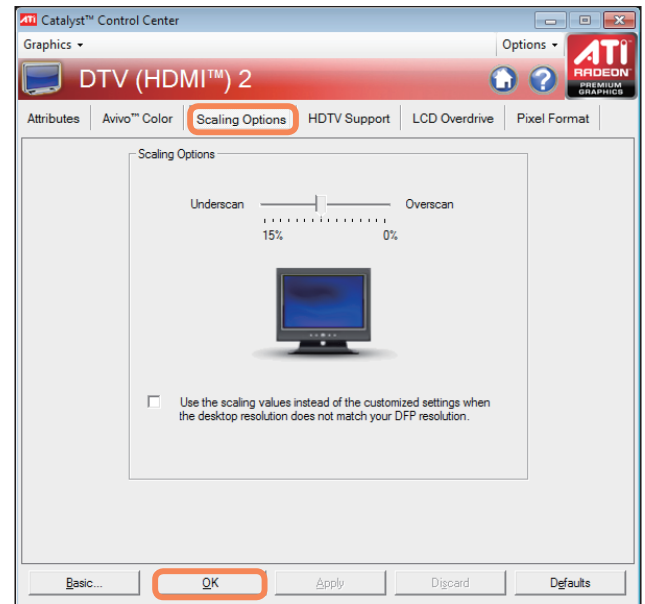 ATI Catalyst™ Control Center
Graphics
Options
ATI
RADEON
PREMIUM
GRAPHICS
DTV (HDMI™) 2
Attributes
Avivo™ Color
Scaling Options
HDTV Support
LCD Overdrive
Pixel Format
Scaling Options
Underscan
Overscan
15%
0%
Use the scaling values instead of the customized settings when
the desktop resolution does not match your DFP resolution.
Basic...
OK
Apply
Discard
Defaults